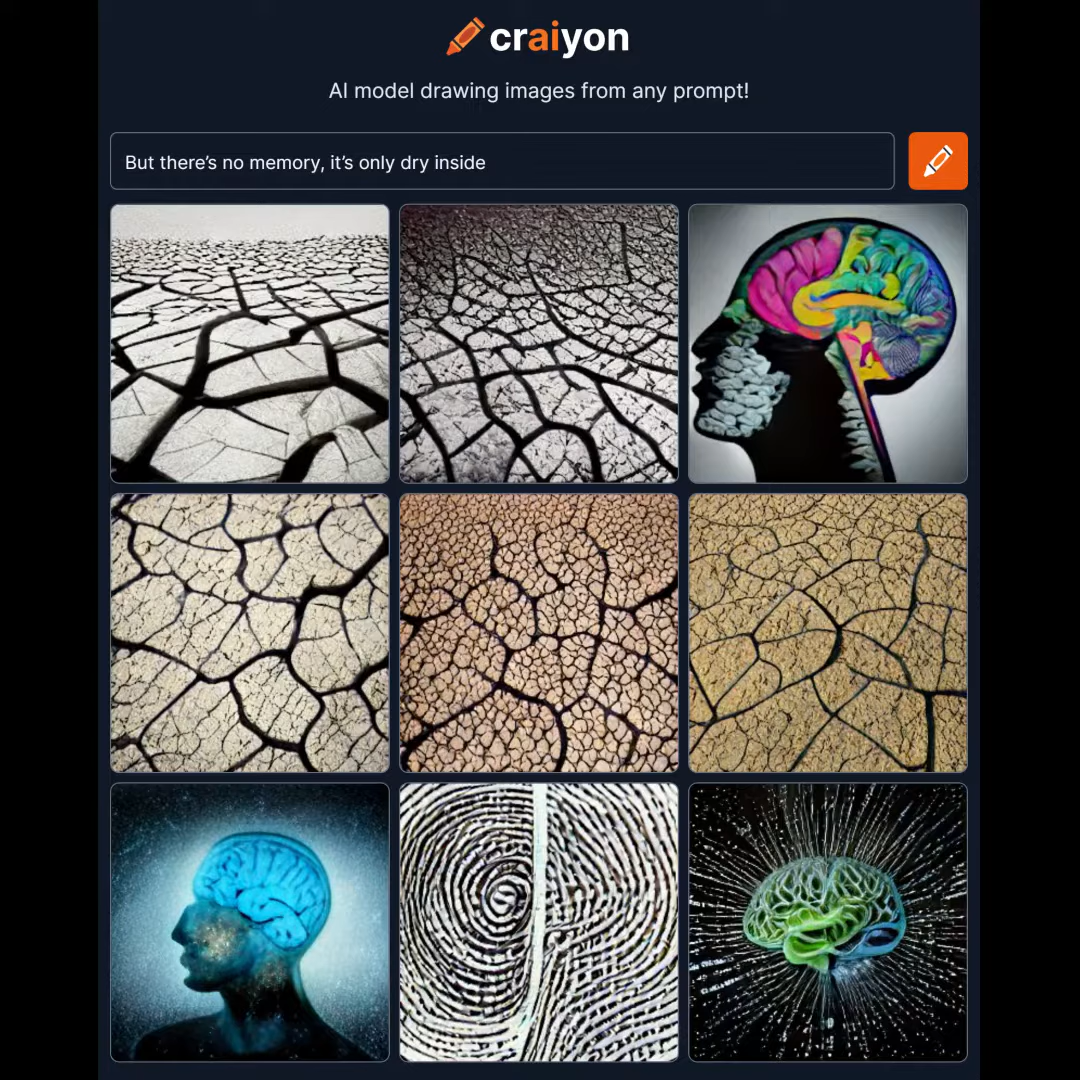 craiyon
AI model drawing images from any prompt!
But there’s no memory, it’s only dry inside